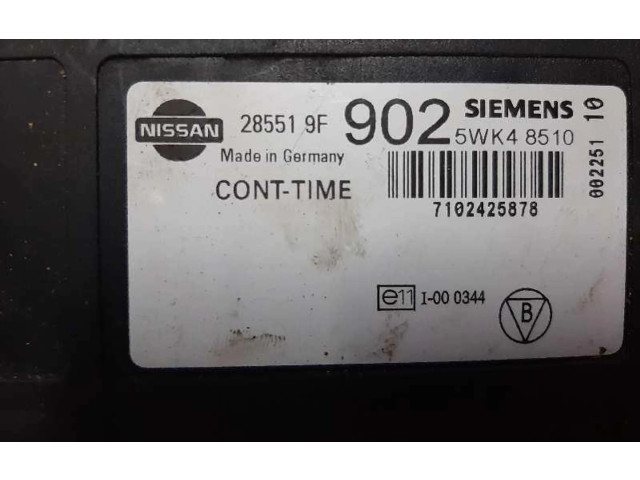 NISSAN
28551 9F 902
SIEMENS
5WK4 8510
Made in Germany
CONT-TIME
7102425878
002251 10
e11 I-00 0344
B